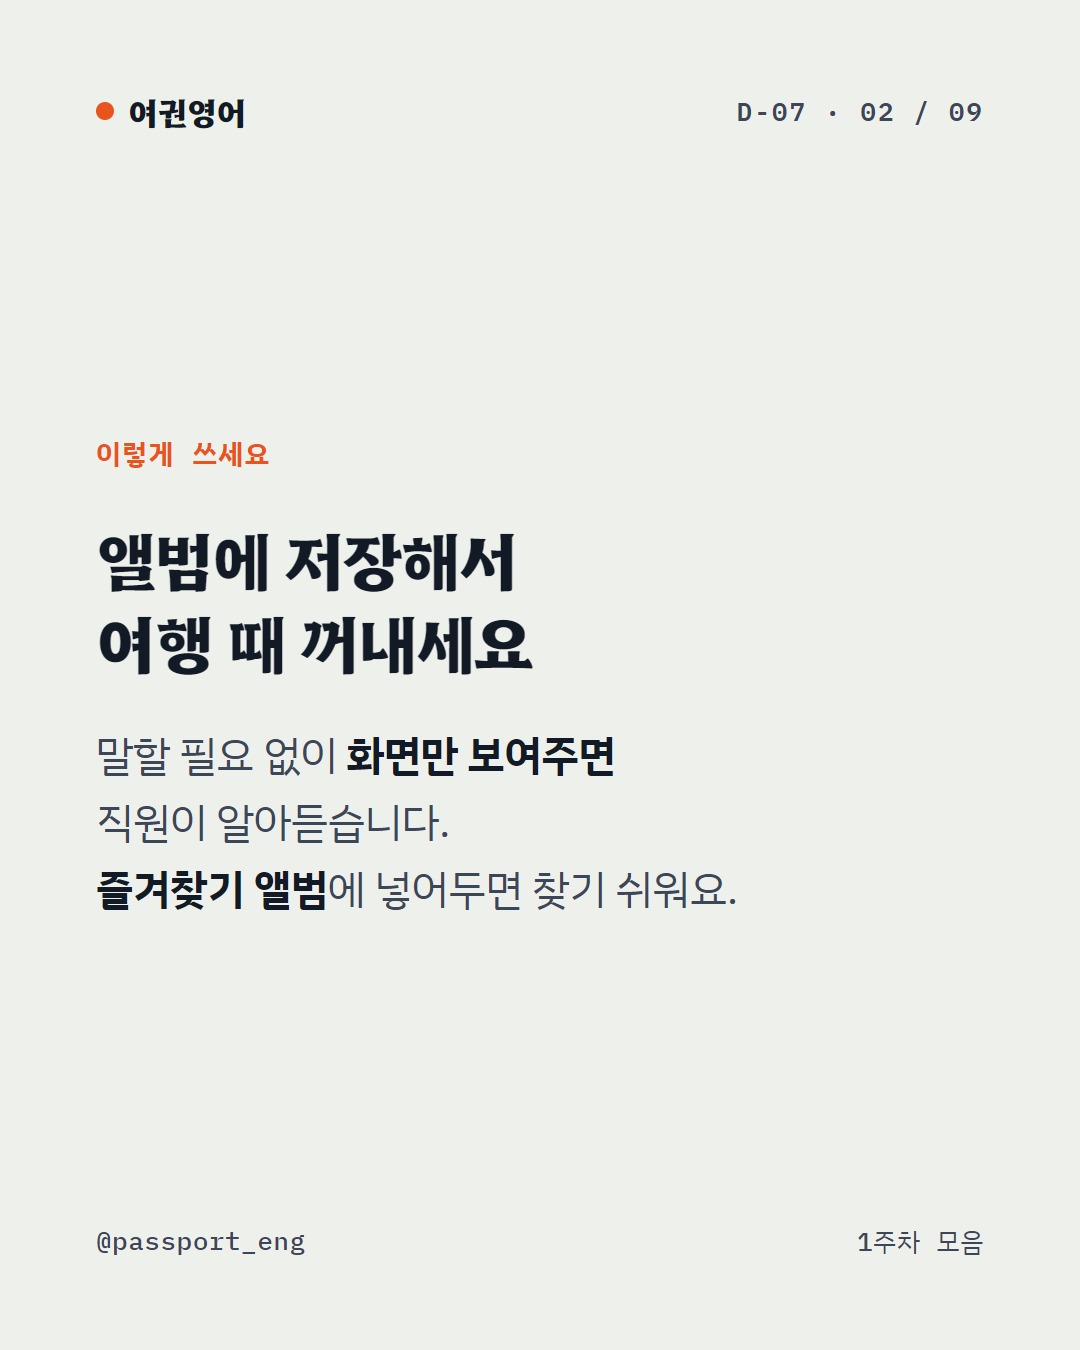 여권영어
D-07 · 02 / 09
이렇게 쓰세요
앨범에 저장해서
여행 때 꺼내세요
말할 필요 없이 화면만 보여주면
직원이 알아듣습니다.
즐겨찾기 앨범에 넣어두면 찾기 쉬워요.
@passport_eng
1주차 모음